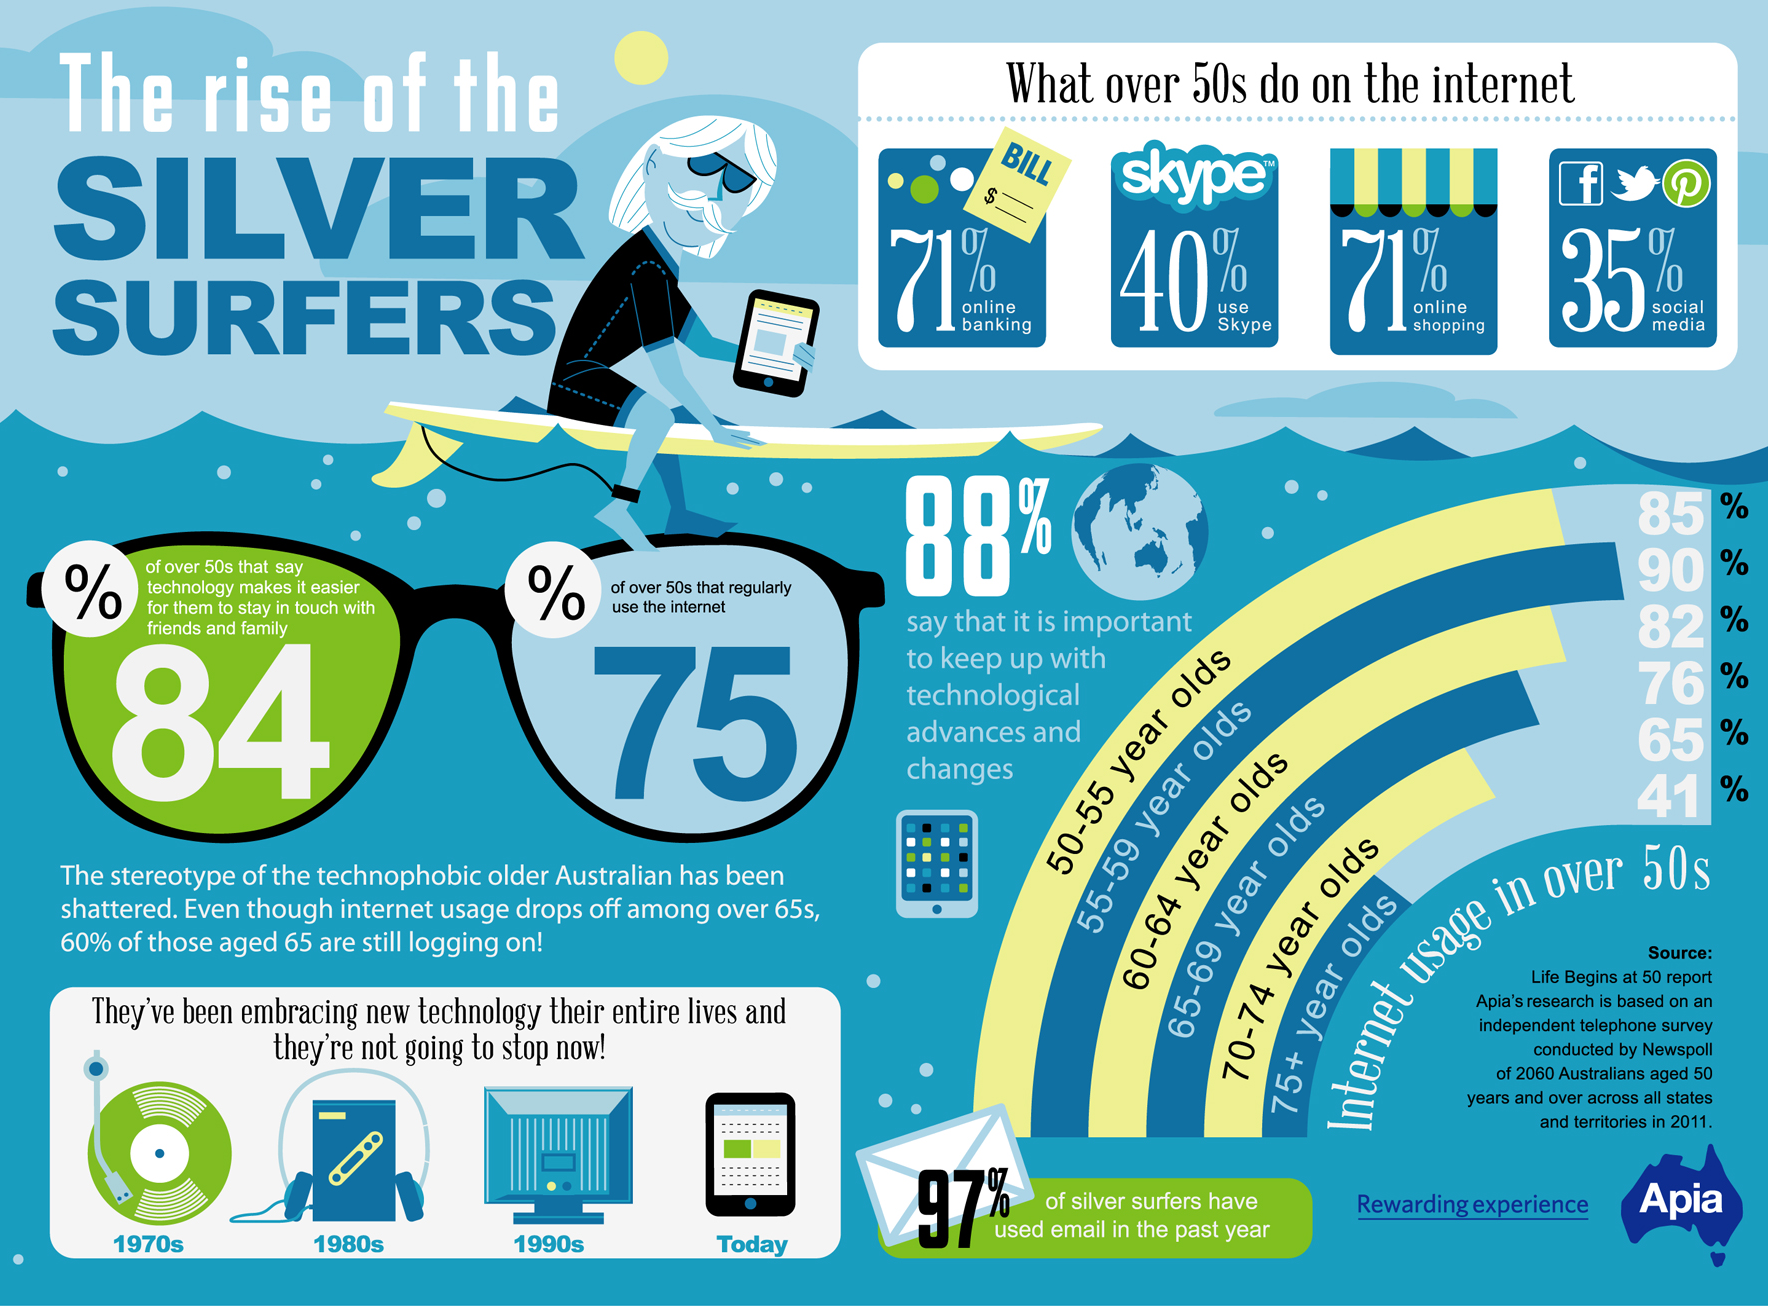 The rise of the
SILVER
SURFERS
What over 50s do on the internet
BILL
$
71%
online
banking
skype™
40%
use
Skype
71%
online
shopping
f
35%
social
media
%
of over 50s that say
technology makes it easier
for them to stay in touch with
friends and family
84
%
of over 50s that regularly
use the internet
75
88%
say that it is important
to keep up with
technological
advances and
changes
50-55 year olds
85 %
55-59 year olds
90 %
60-64 year olds
82 %
65-69 year olds
76 %
70-74 year olds
65 %
75+ year olds
41 %
Internet usage in over 50s
The stereotype of the technophobic older Australian has been
shattered. Even though internet usage drops off among over 65s,
60% of those aged 65 are still logging on!
They've been embracing new technology their entire lives and
they're not going to stop now!
1970s
1980s
1990s
Today
97%
of silver surfers have
used email in the past year
Source:
Life Begins at 50 report
Apia's research is based on an
independent telephone survey
conducted by Newspoll
of 2060 Australians aged 50
years and over across all states
and territories in 2011.
Rewarding experience
Apia